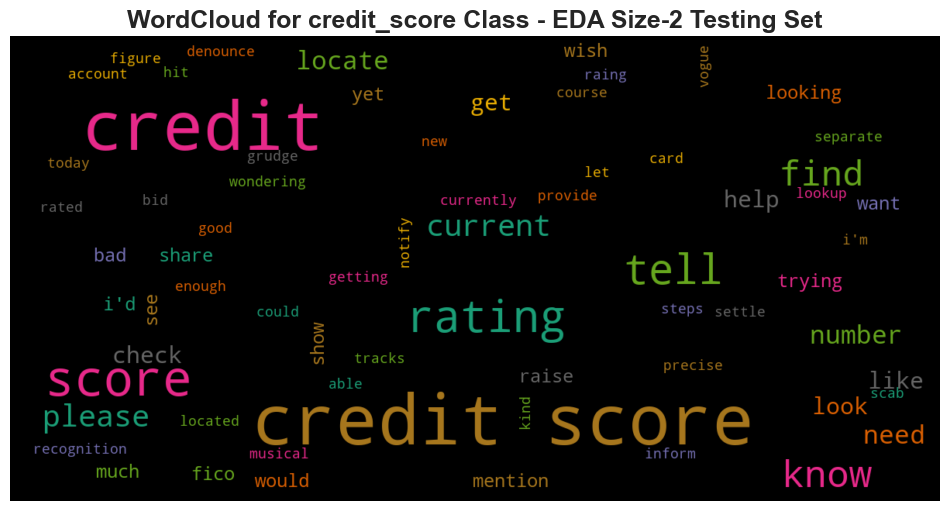 WordCloud for credit_score Class - EDA Size-2 Testing Set
figure denounce wish vogue
account hit locate raing
yet get course looking
credit new separate
today grudge let card find
wondering currently provide lookup
rated bid help want
good current i'm
bad share notify tell
enough getting trying
i'd see could steps settle
show rating number
check tracks precise
score able raise like
scab
please credit score kind look
located need
recognition musical inform
much fico would mention know